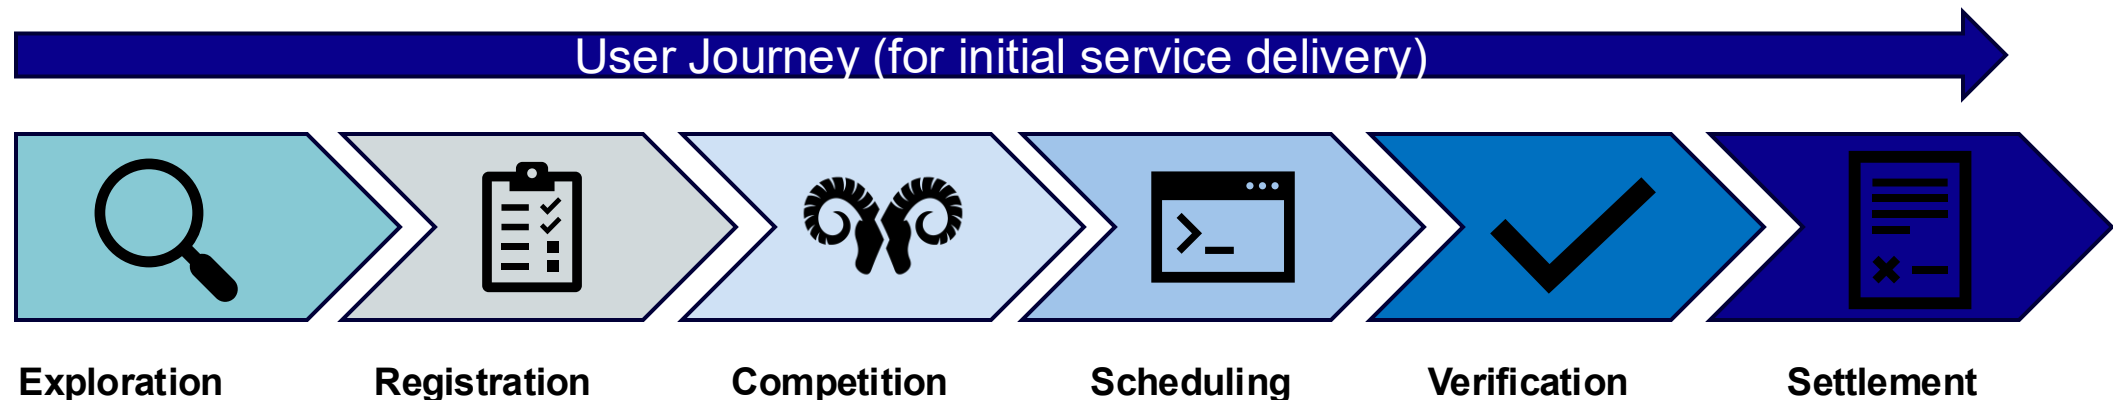 User Journey (for initial service delivery)
Exploration
Registration
Competition
Scheduling
Verification
Settlement